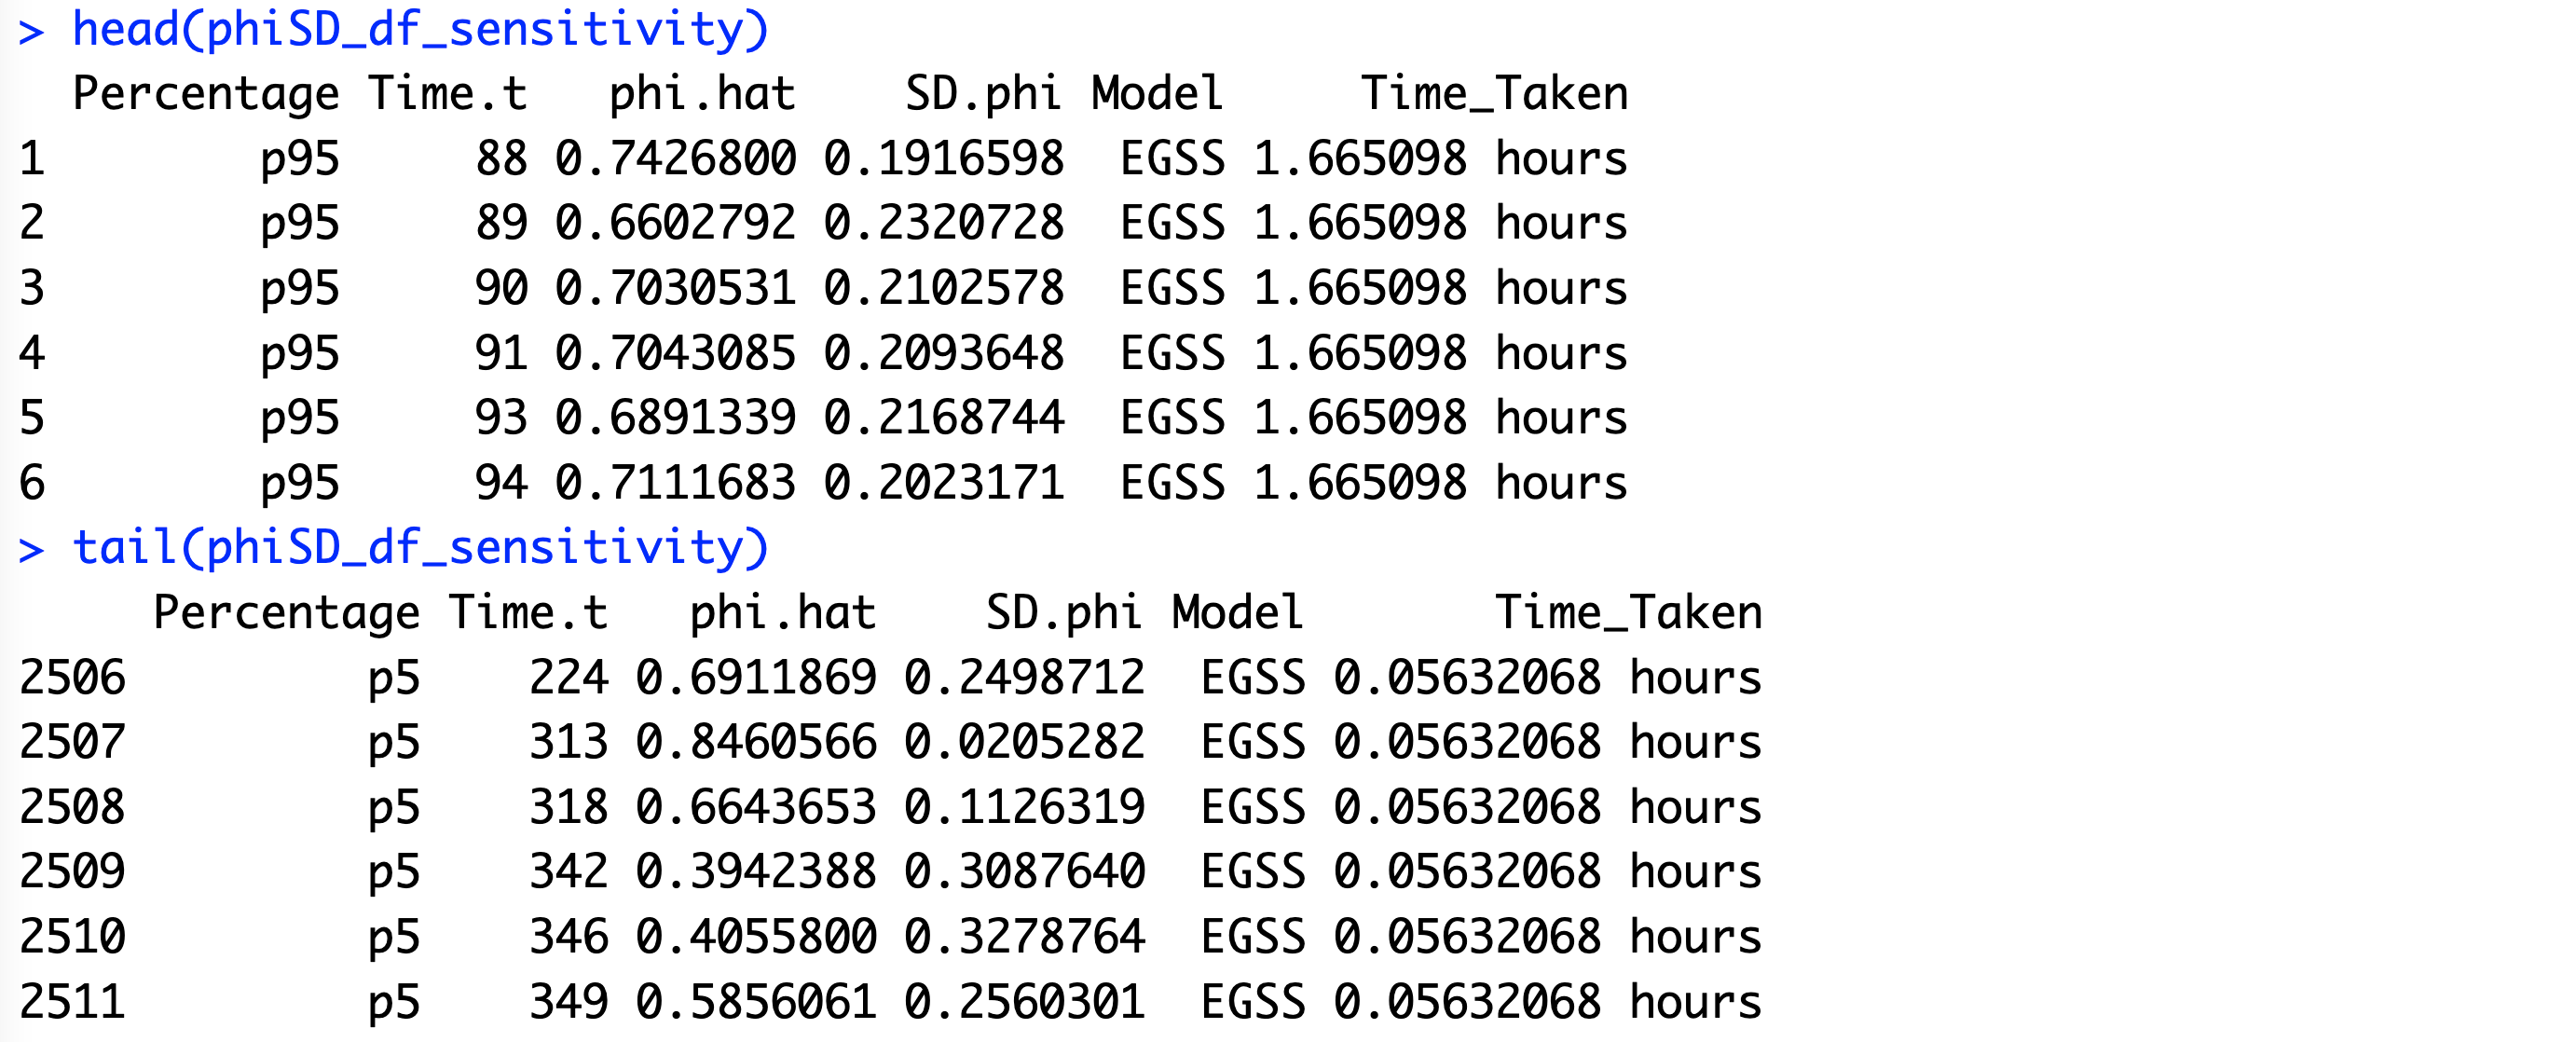 > head(phiSD_df_sensitivity)
  Percentage Time.t   phi.hat    SD.phi Model     Time_Taken
1        p95     88 0.7426800 0.1916598  EGSS 1.665098 hours
2        p95     89 0.6602792 0.2320728  EGSS 1.665098 hours
3        p95     90 0.7030531 0.2102578  EGSS 1.665098 hours
4        p95     91 0.7043085 0.2093648  EGSS 1.665098 hours
5        p95     93 0.6891339 0.2168744  EGSS 1.665098 hours
6        p95     94 0.7111683 0.2023171  EGSS 1.665098 hours
> tail(phiSD_df_sensitivity)
     Percentage Time.t   phi.hat    SD.phi Model       Time_Taken
2506         p5    224 0.6911869 0.2498712  EGSS 0.05632068 hours
2507         p5    313 0.8460566 0.0205282  EGSS 0.05632068 hours
2508         p5    318 0.6643653 0.1126319  EGSS 0.05632068 hours
2509         p5    342 0.3942388 0.3087640  EGSS 0.05632068 hours
2510         p5    346 0.4055800 0.3278764  EGSS 0.05632068 hours
2511         p5    349 0.5856061 0.2560301  EGSS 0.05632068 hours